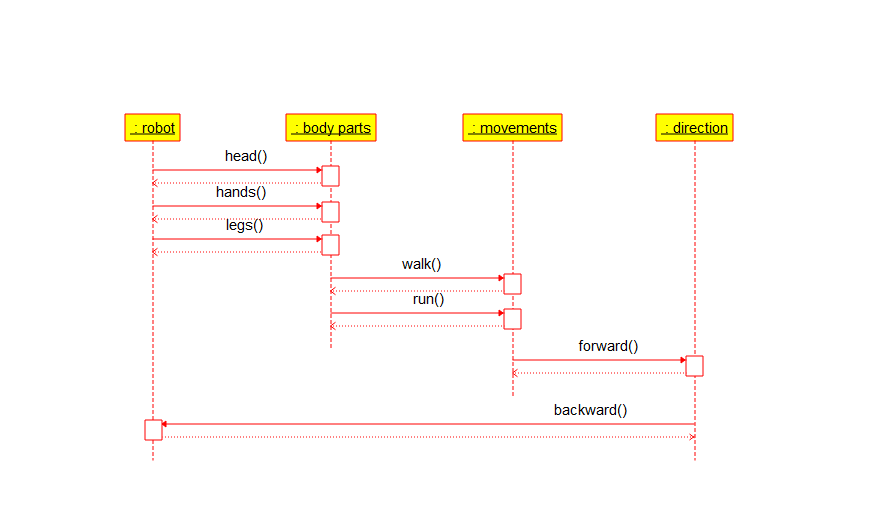 : robot
: body parts
: movements
: direction
head()
hands()
legs()
walk()
run()
forward()
backward()